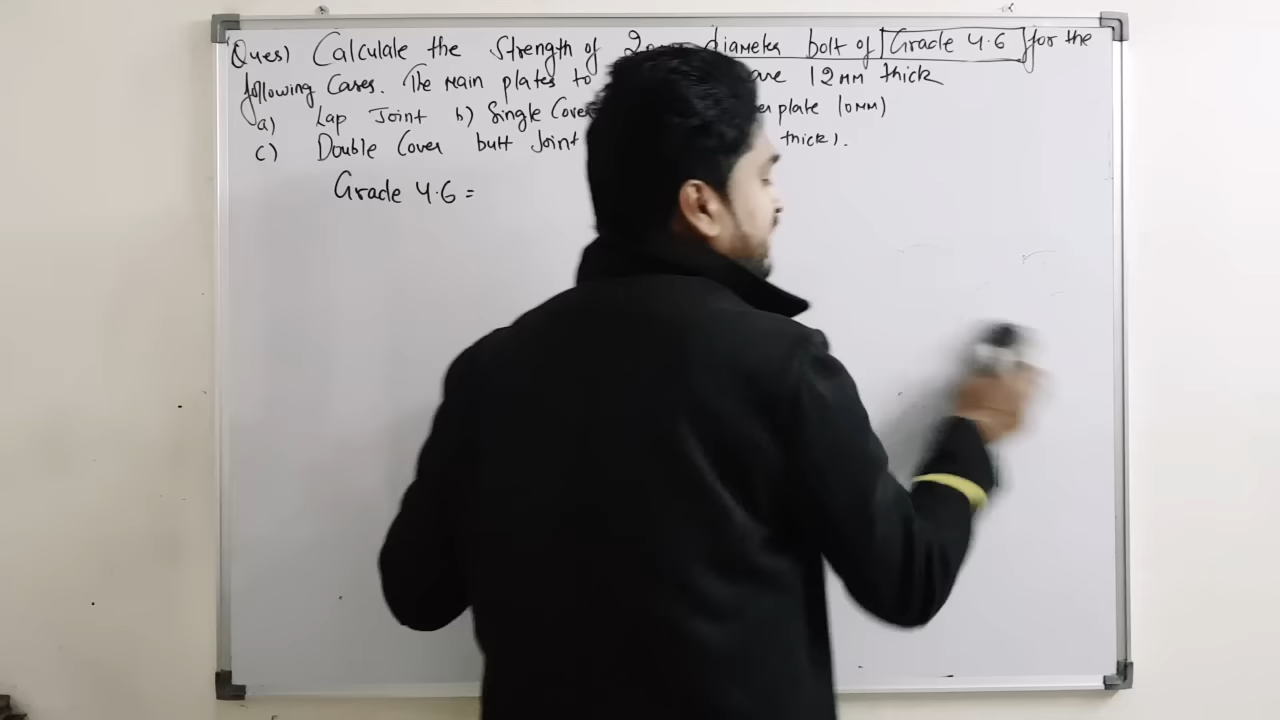 Ques) Calculate the Strength of diameter bolt of Grade 4.6 for the
following Cases. The Main plates to are 12MM thick
a) Lap Joint b) Single Cover plate 10MM)
c) Double Cover butt Joint thick).
Grade 4.6 =